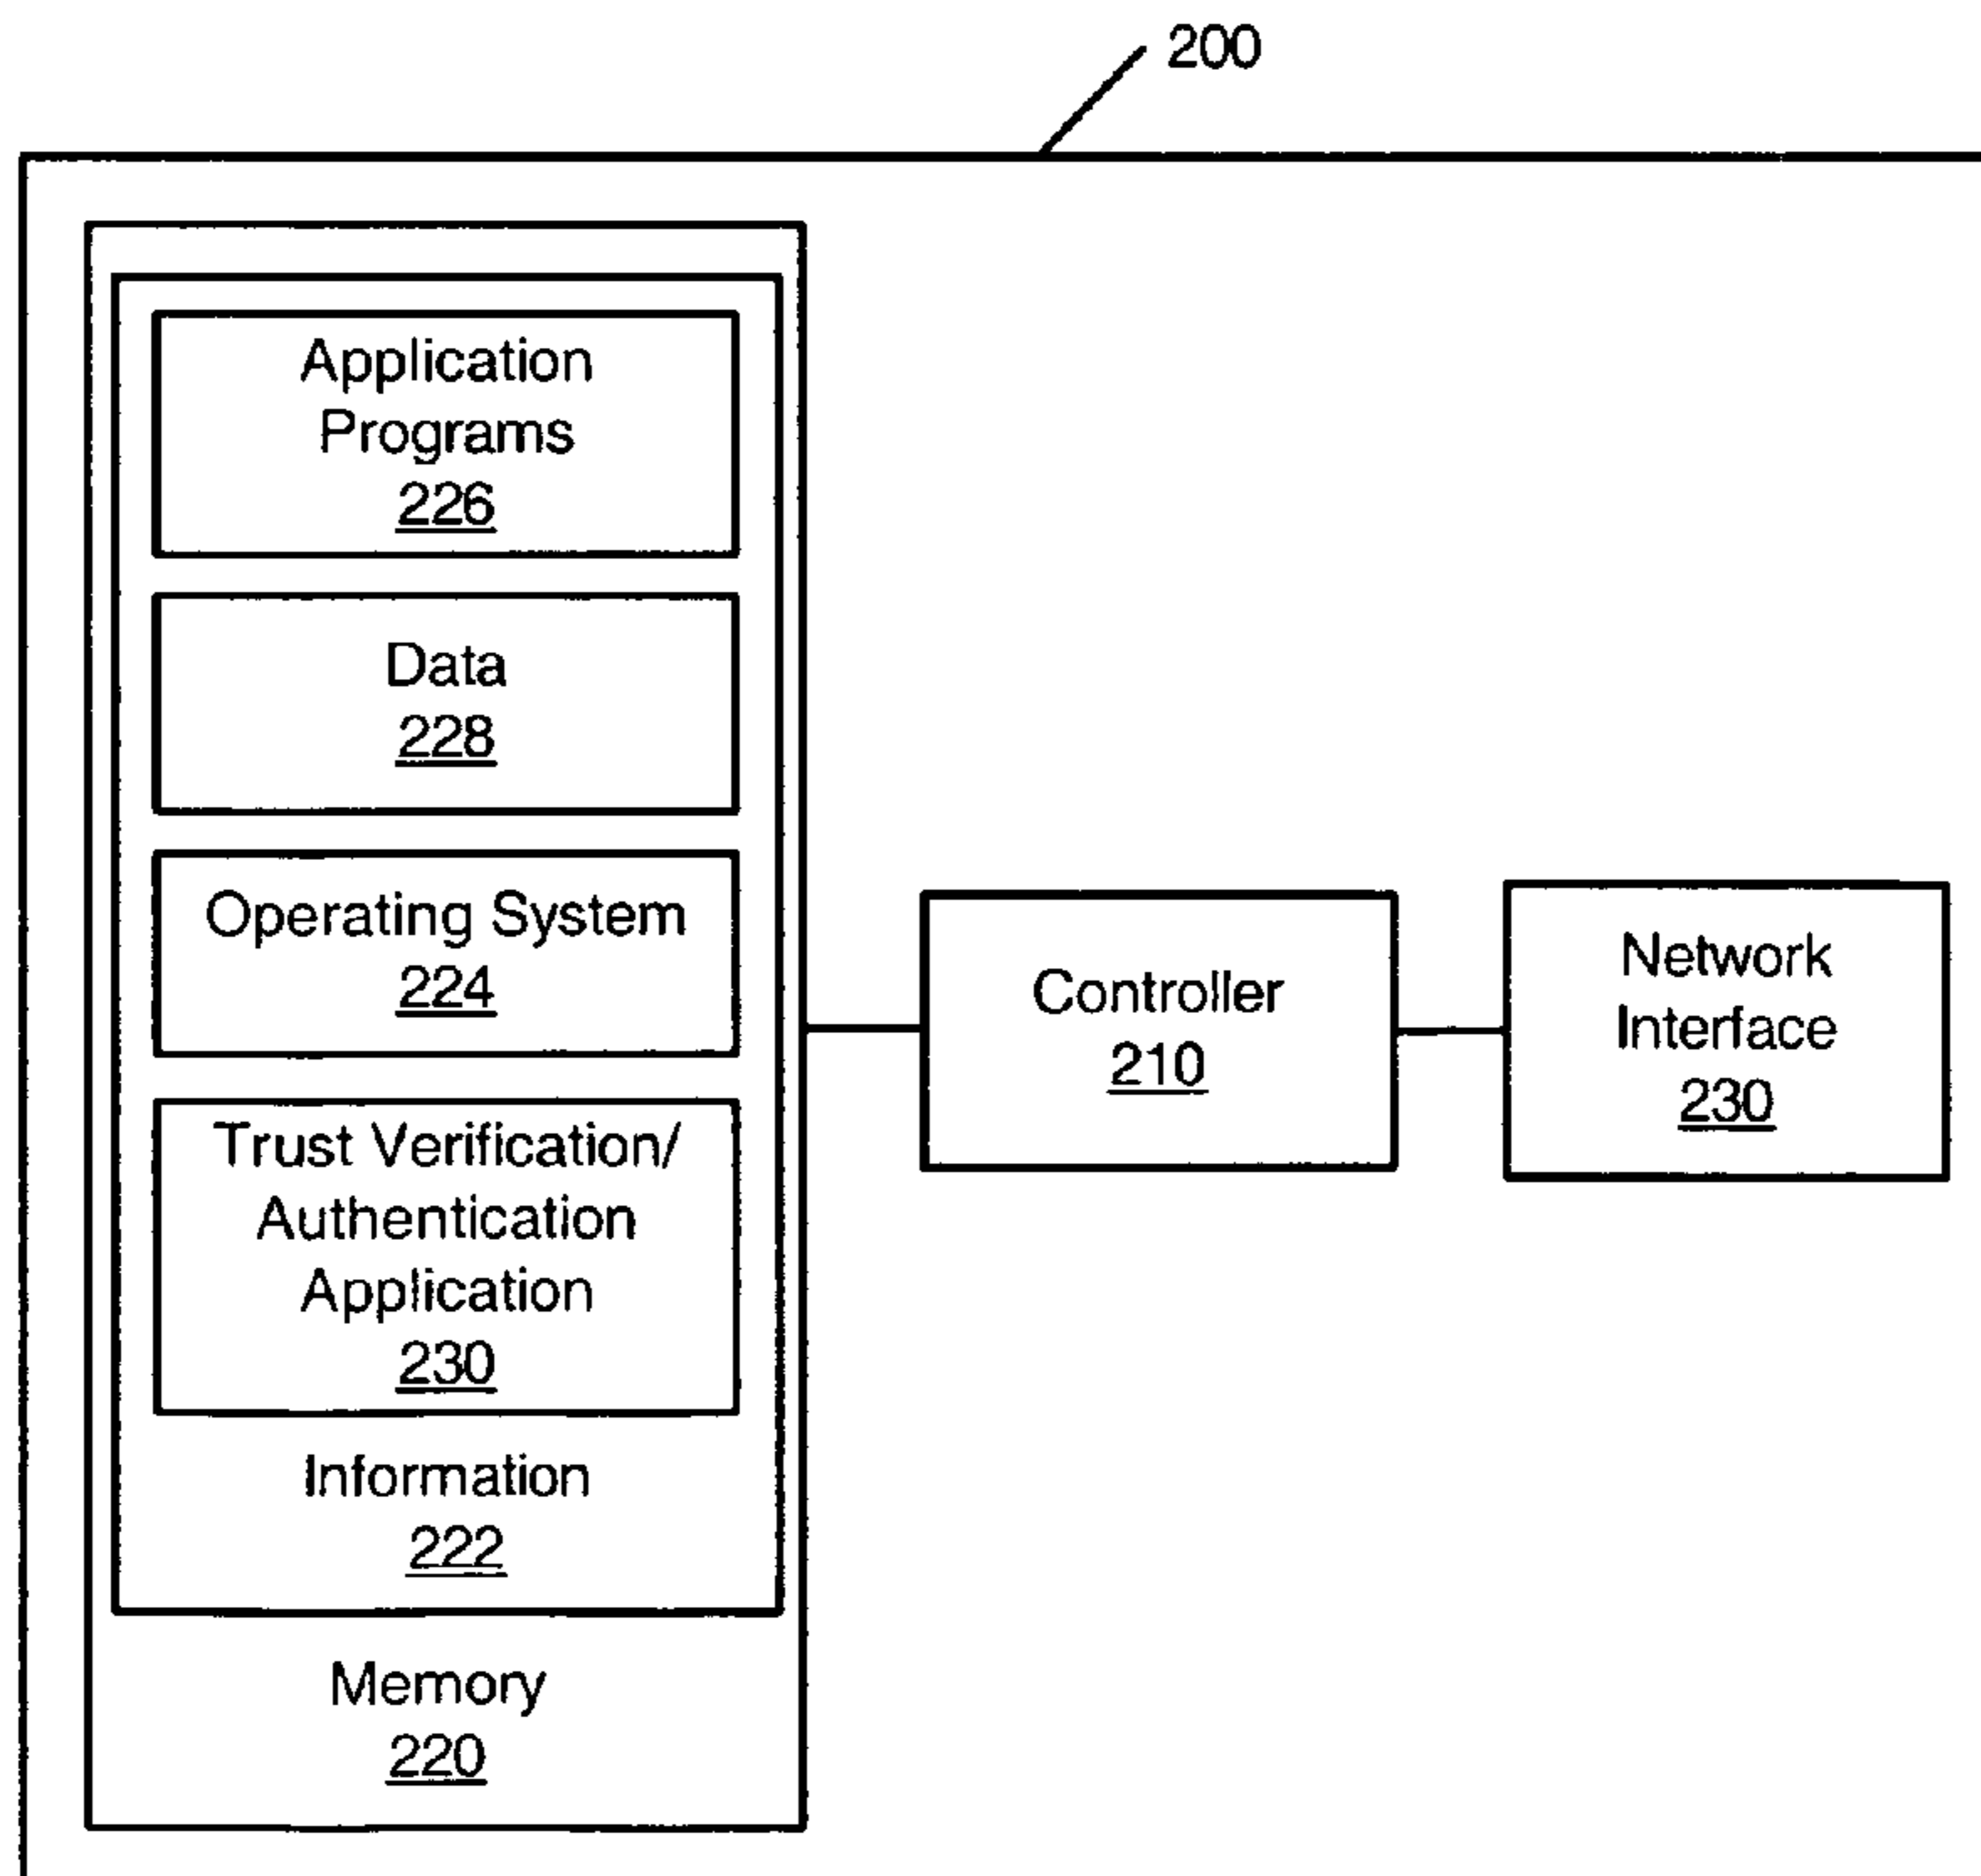 200
Application
Programs
226
Data
228
Operating System
224
Trust Verification/
Authentication
Application
230
Information
222
Memory
220
Controller
210
Network
Interface
230